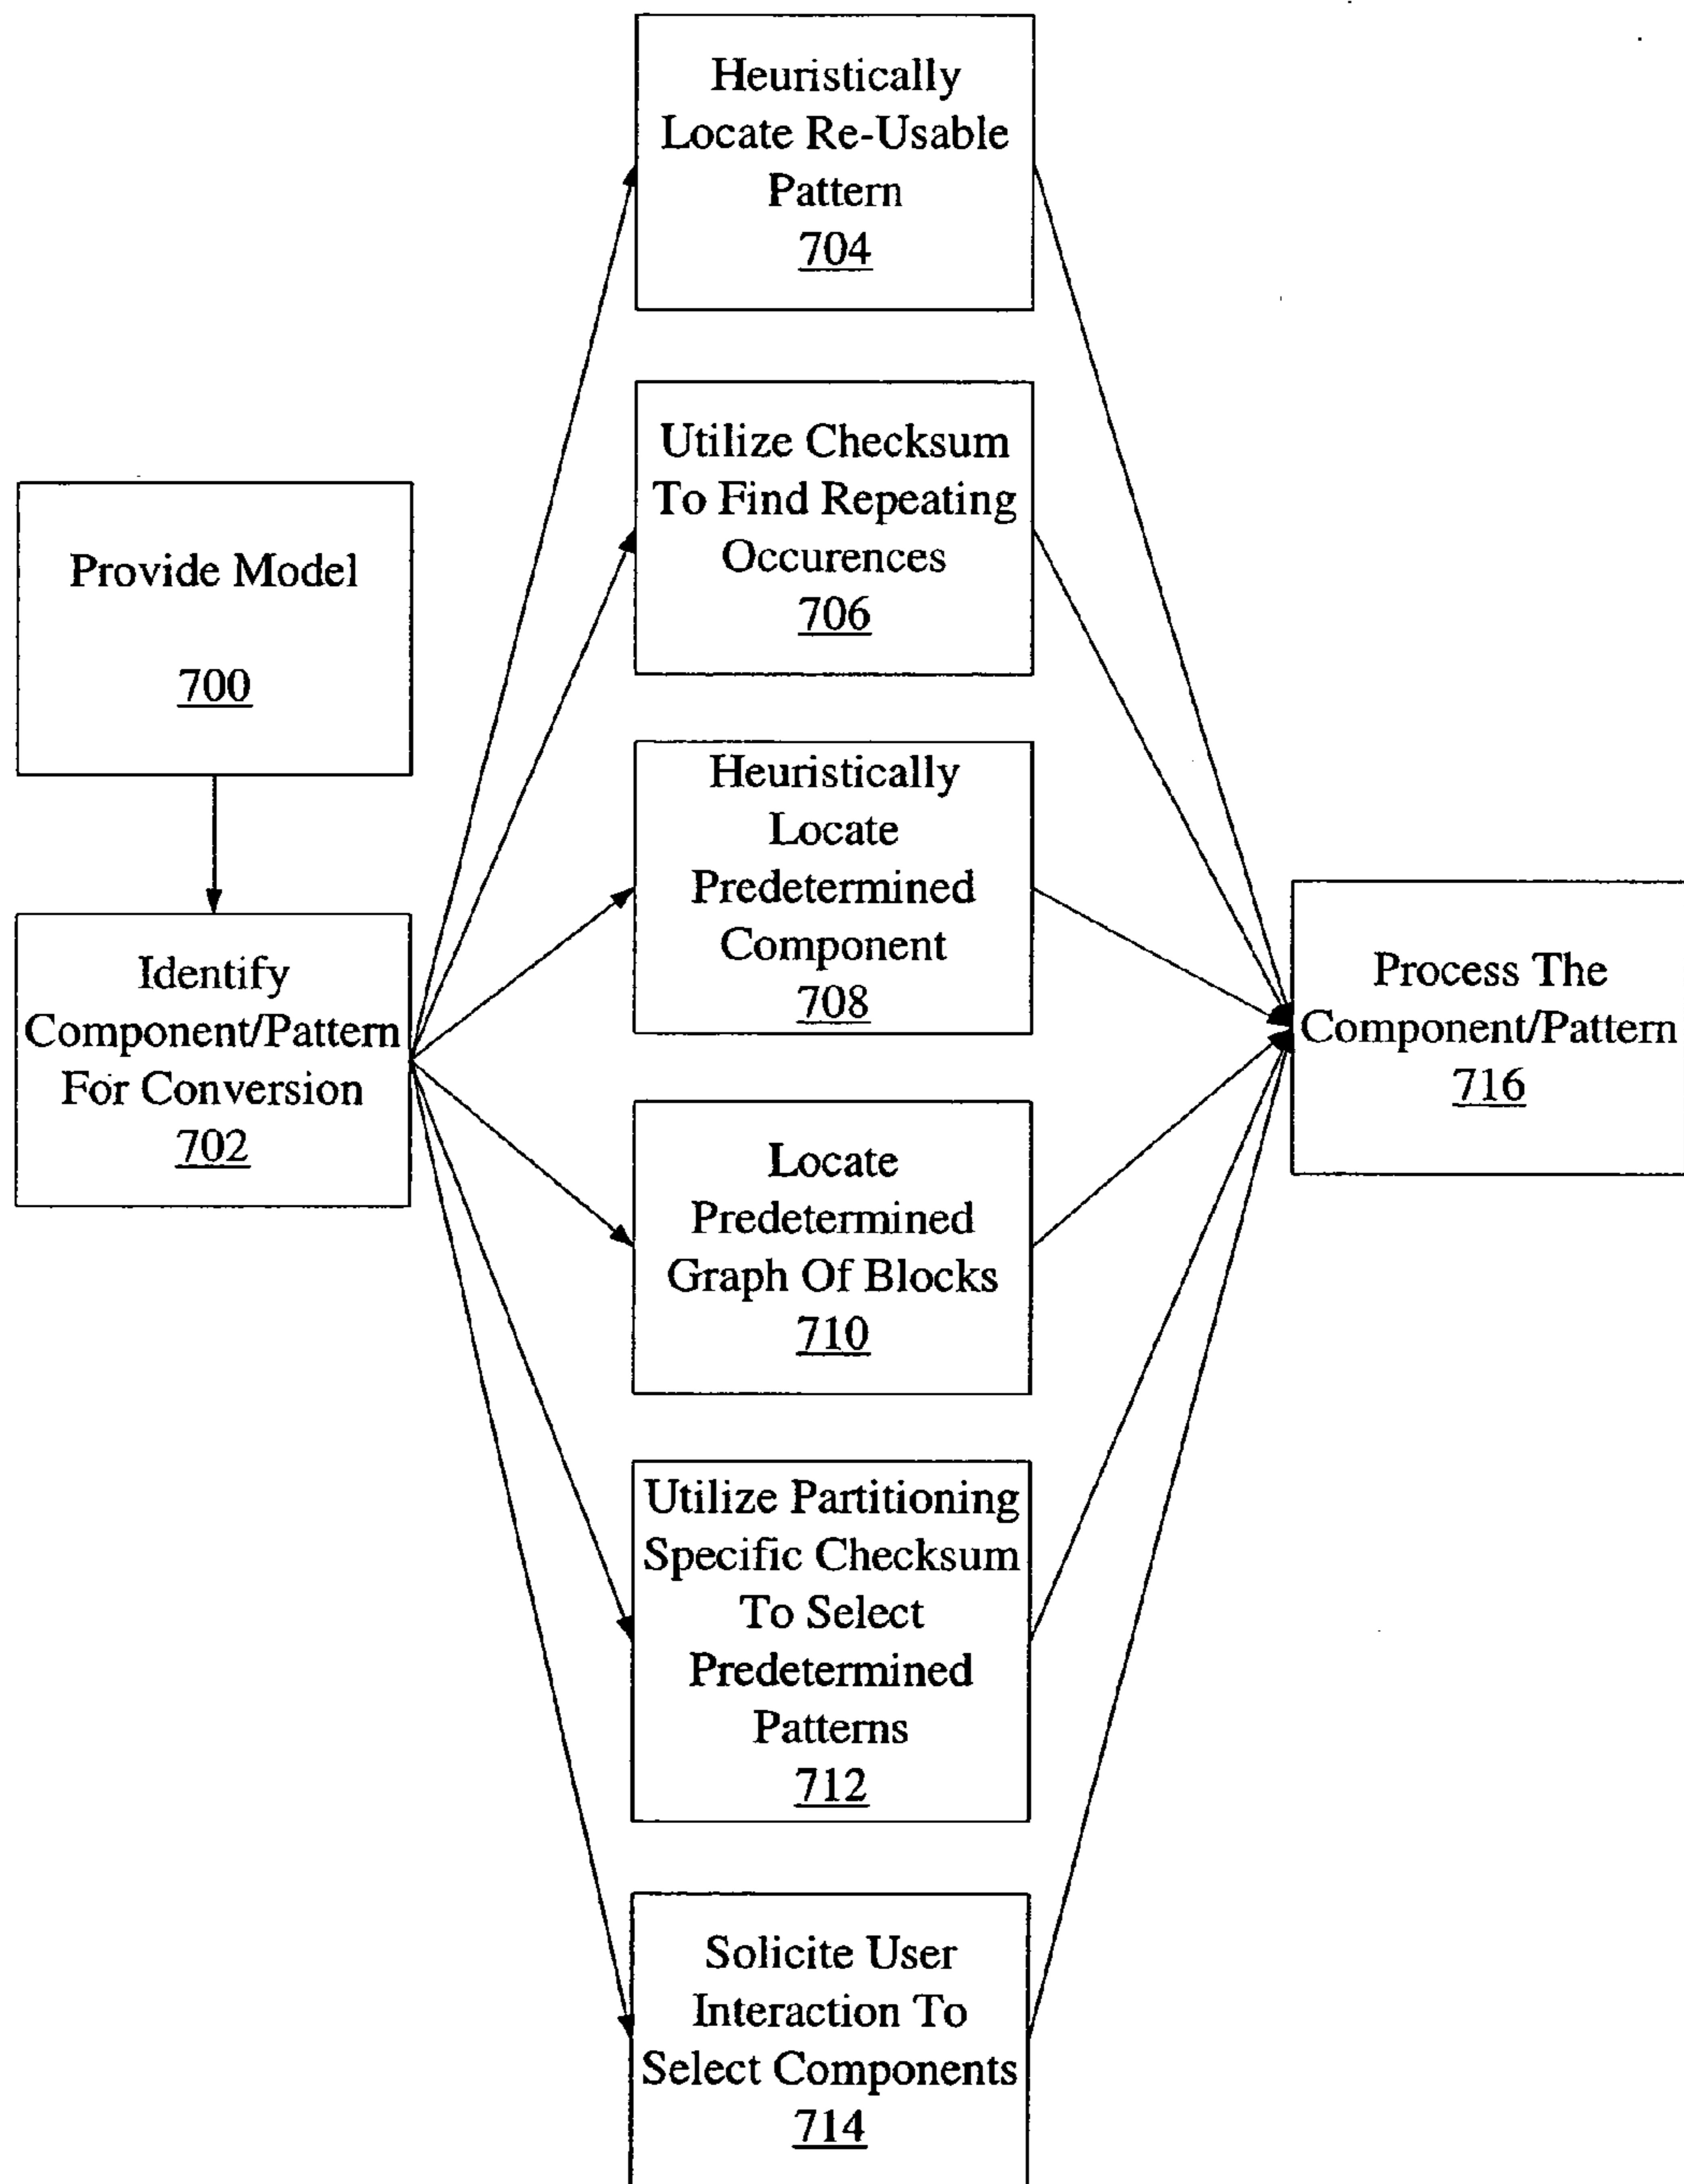 Provide Model
700
Identify
Component/Pattern
For Conversion
702
Heuristically
Locate Re-Usable
Pattern
704
Utilize Checksum
To Find Repeating
Occurences
706
Heuristically
Locate
Predetermined
Component
708
Locate
Predetermined
Graph Of Blocks
710
Utilize Partitioning
Specific Checksum
To Select
Predetermined
Patterns
712
Solicite User
Interaction To
Select Components
714
Process The
Component/Pattern
716